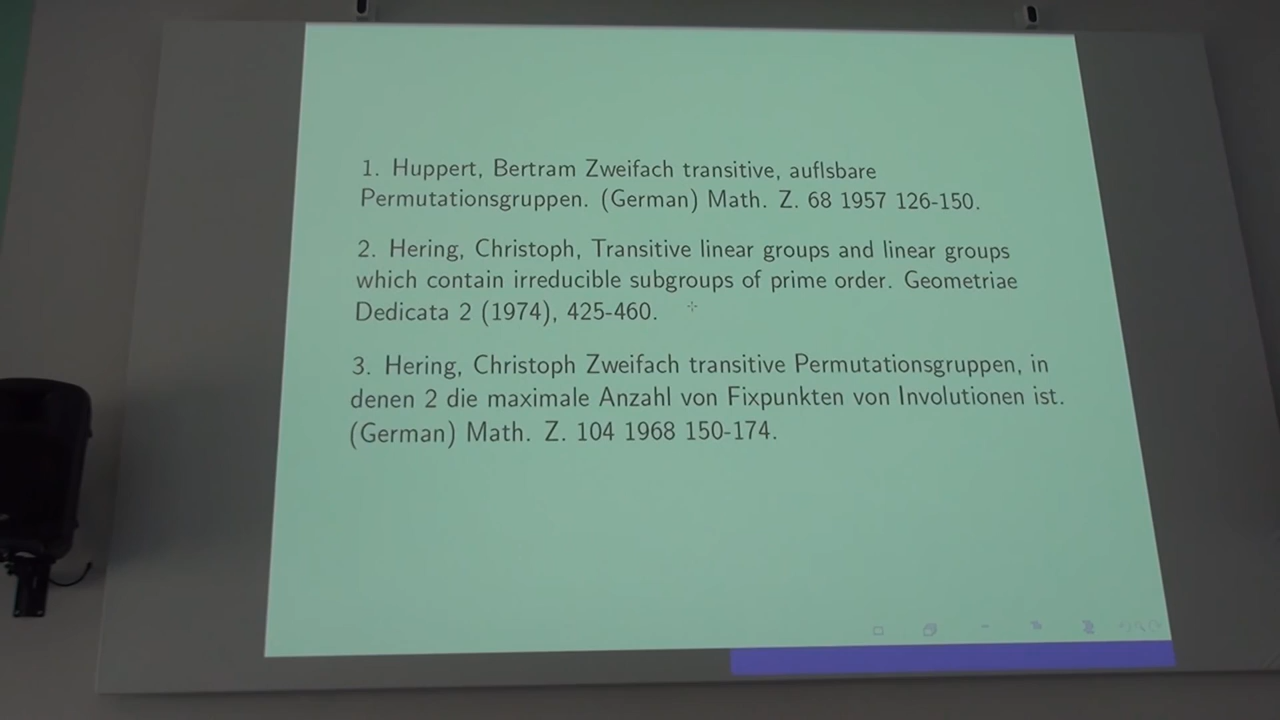 1. Huppert, Bertram Zweifach transitive, auflsbare
Permutationsgruppen. (German) Math. Z. 68 1957 126-150.
2. Hering, Christoph, Transitive linear groups and linear groups
which contain irreducible subgroups of prime order. Geometriae
Dedicata 2 (1974), 425-460.
3. Hering, Christoph Zweifach transitive Permutationsgruppen, in
denen 2 die maximale Anzahl von Fixpunkten von Involutionen ist.
(German) Math. Z. 104 1968 150-174.